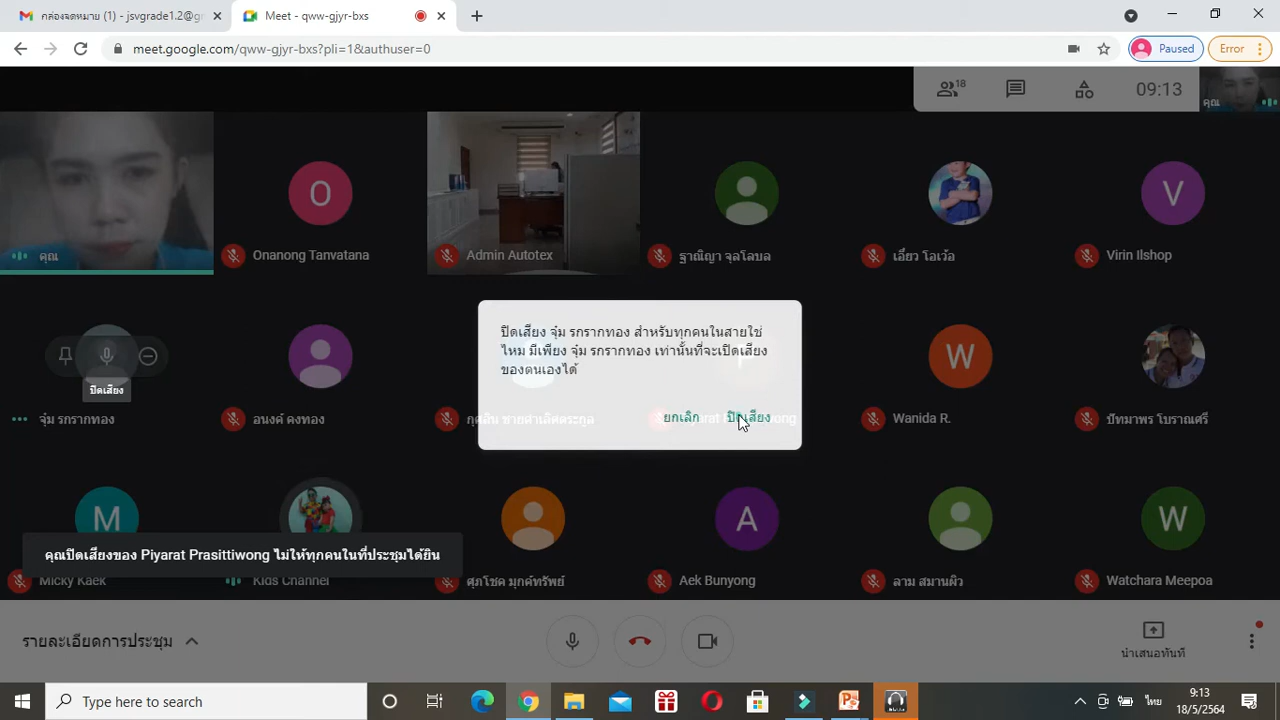 กล่องจดหมาย (1) - jsvgrade1.2@gr
Meet - qww-gjyr-bxs
meet.google.com/qww-gjyr-bxs?pli=1&authuser=0
Paused
Error
18
09:13
คุณ
คุณ
Onanong Tanvatana
Admin Autotex
ฐาณิญา จุลโลบล
เอี๋ยว โอเว้อ
Virin Ilshop
O
V
ปิดเสียง จุ๋ม รกรากทอง สำหรับทุกคนในสายใช่
ไหม มีเพียง จุ๋ม รกรากทอง เท่านั้นที่จะเปิดเสียง
ของตนเองได้
ยกเลิก
ปิดเสียง
ปิดเสียง
W
จุ๋ม รกรากทอง
อนงค์ คงทอง
Wanida R.
ปัทมาพร โบราณศรี
M
A
W
คุณปิดเสียงของ Piyarat Prasittiwong ไม่ให้ทุกคนในที่ประชุมได้ยิน
Micky Kaek
Kids Channel
ศุภโชค มุกค์ทรัพย์
Aek Bunyong
ลาม สมานผิว
Watchara Meepoa
รายละเอียดการประชุม
นำเสนอทันที
Type here to search
ไทย
9:13
18/5/2564